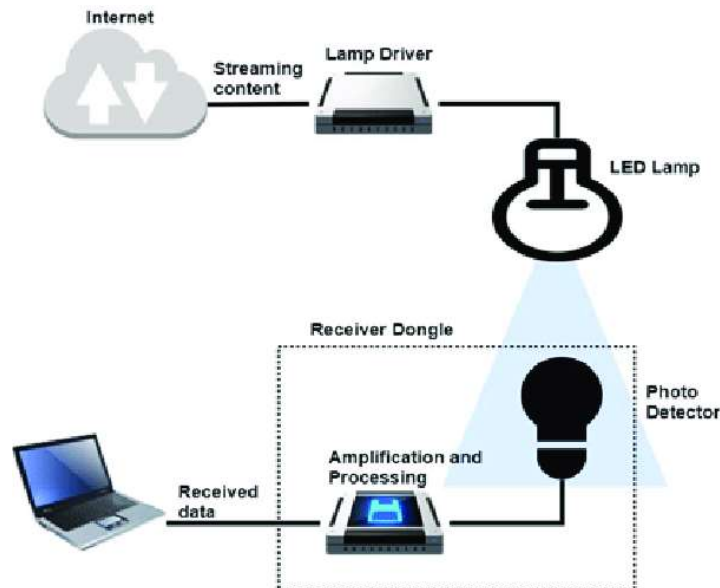 Internet
Lamp Driver
Streaming
content
LED Lamp
Receiver Dongle
Photo
Detector
Amplification and
Processing
Received
data